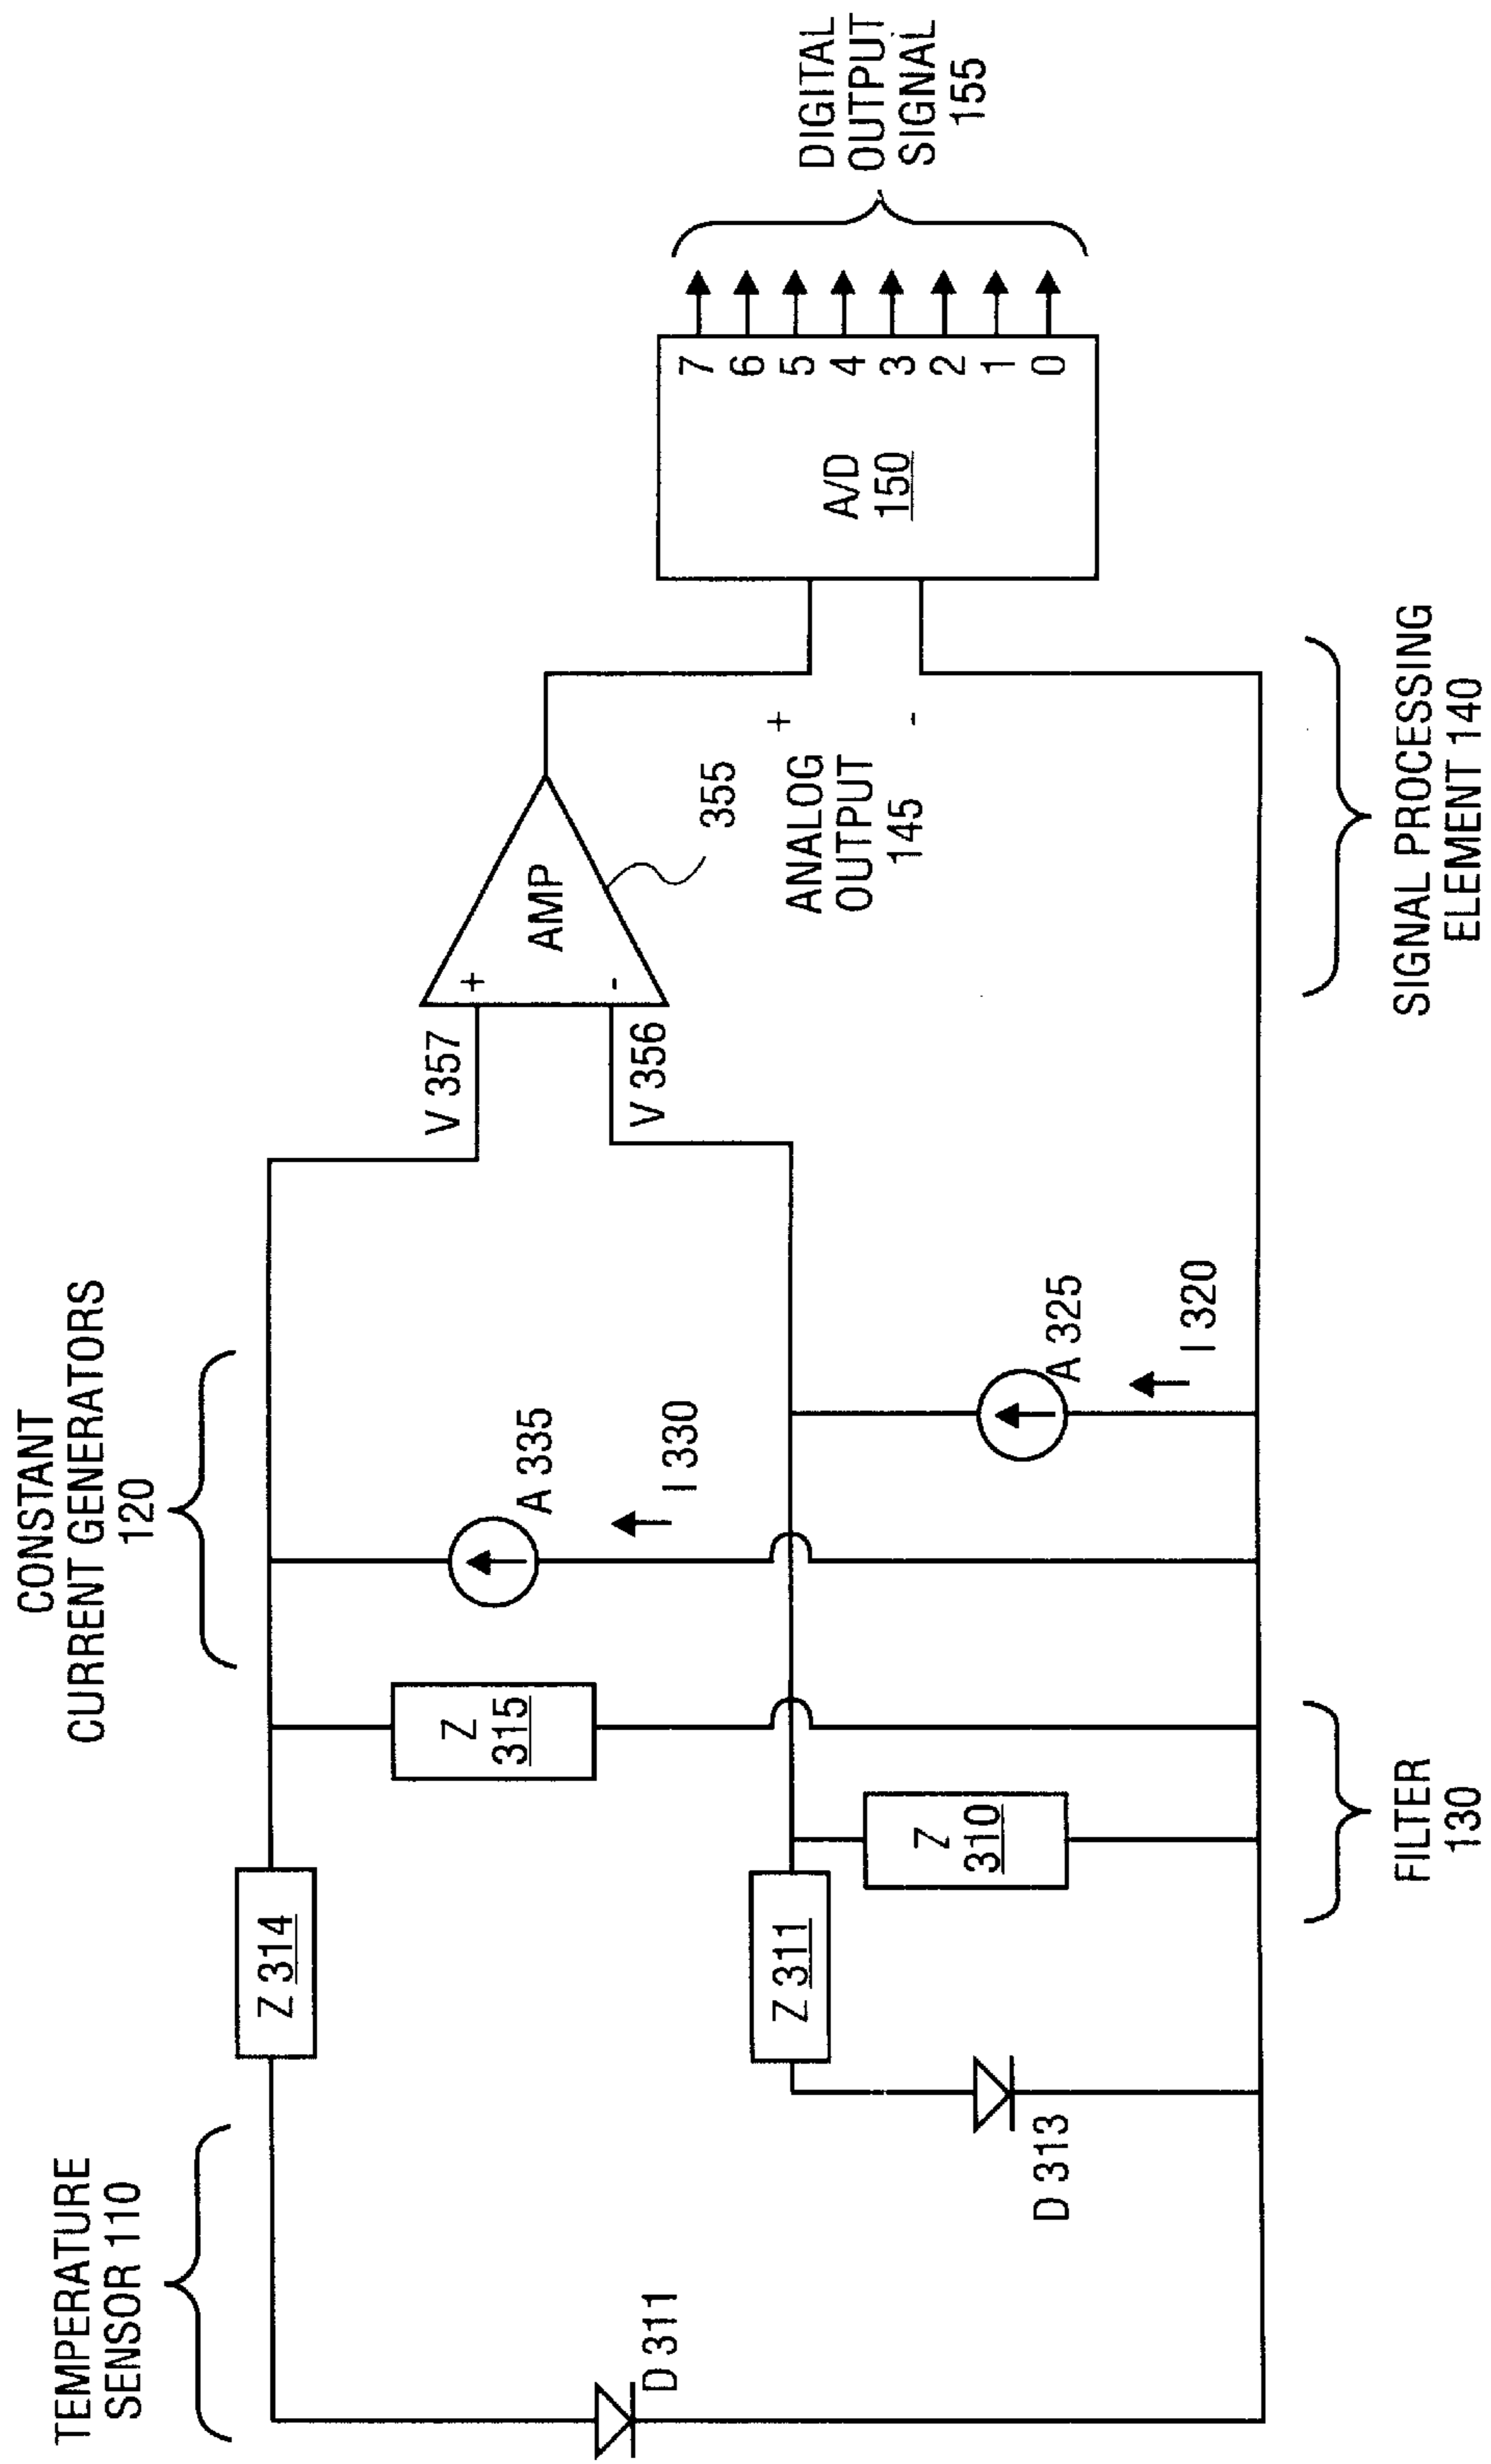 TEMPERATURE
SENSOR 110
CONSTANT
CURRENT GENERATORS
120
Z 314
Z
315
A 335
I 330
V 357
+
AMP
-
V 356
355
D 311
D 313
Z 311
Z
310
A 325
I 320
+
ANALOG
OUTPUT
145
-
A/D
150
7
6
5
4
3
2
1
0
DIGITAL
OUTPUT
SIGNAL
155
FILTER
130
SIGNAL PROCESSING
ELEMENT 140